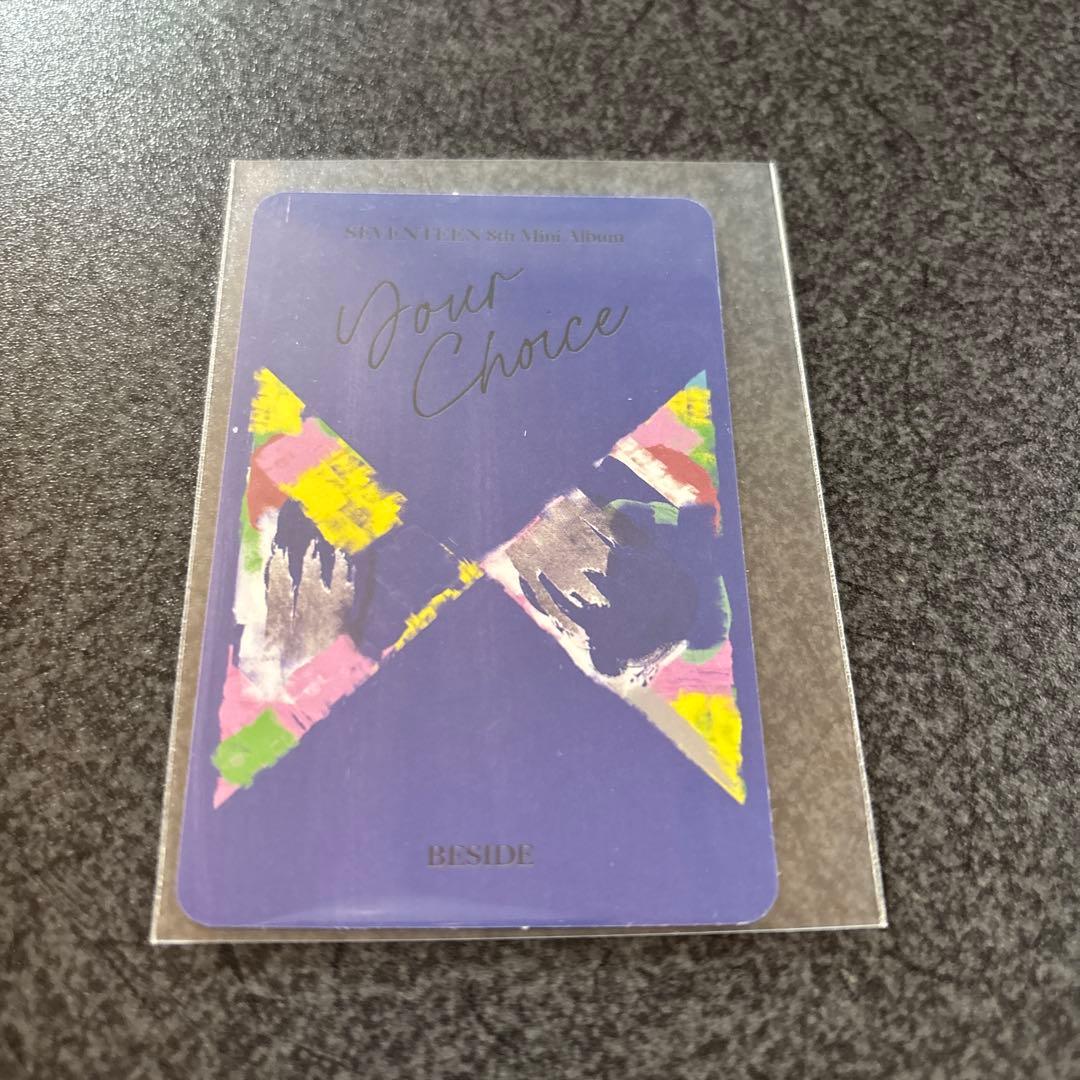 SEVENTEEN 8th Mini Album
Your
Choice
BESIDE